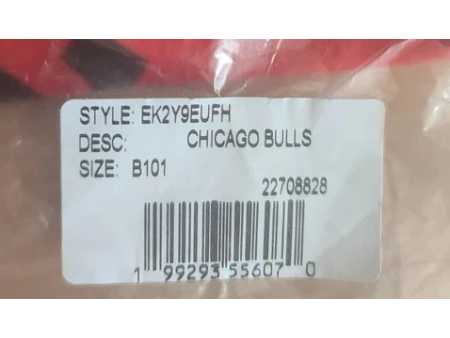 STYLE: EK2Y9EUFH
DESC: CHICAGO BULLS
SIZE: B101
22708828
1 99293 55607 0